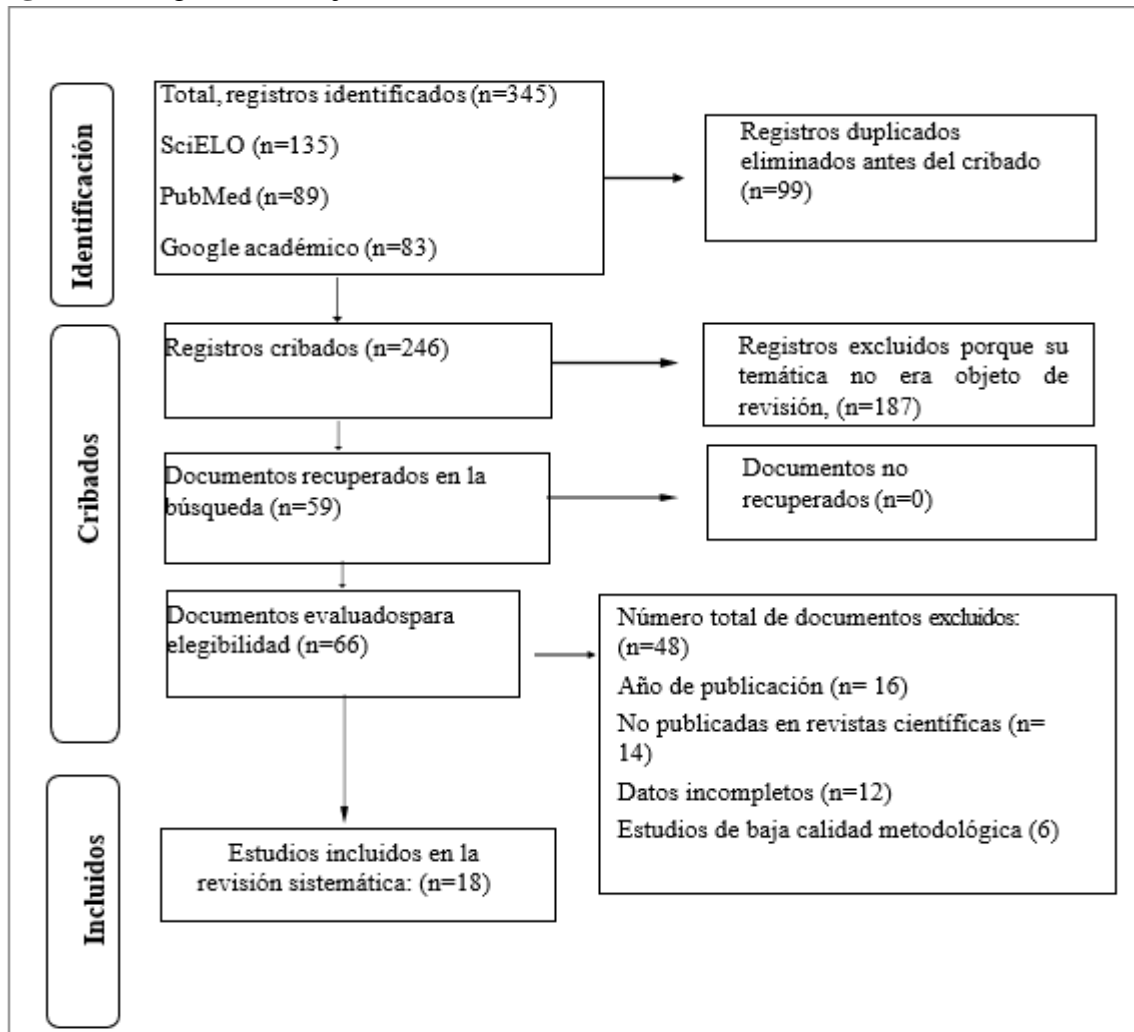 Identificación
Total, registros identificados (n=345)
SciELO (n=135)
PubMed (n=89)
Google académico (n=83)
Registros duplicados
eliminados antes del cribado
(n=99)
Cribados
Registros cribados (n=246)
Registros excluidos porque su
temática no era objeto de
revisión, (n=187)
Documentos recuperados en la
búsqueda (n=59)
Documentos no
recuperados (n=0)
Documentos evaluadospara
elegibilidad (n=66)
Número total de documentos excluidos:
(n=48)
Año de publicación (n= 16)
No publicadas en revistas científicas (n=
14)
Datos incompletos (n=12)
Estudios de baja calidad metodológica (6)
Incluidos
Estudios incluidos en la
revisión sistemática: (n=18)